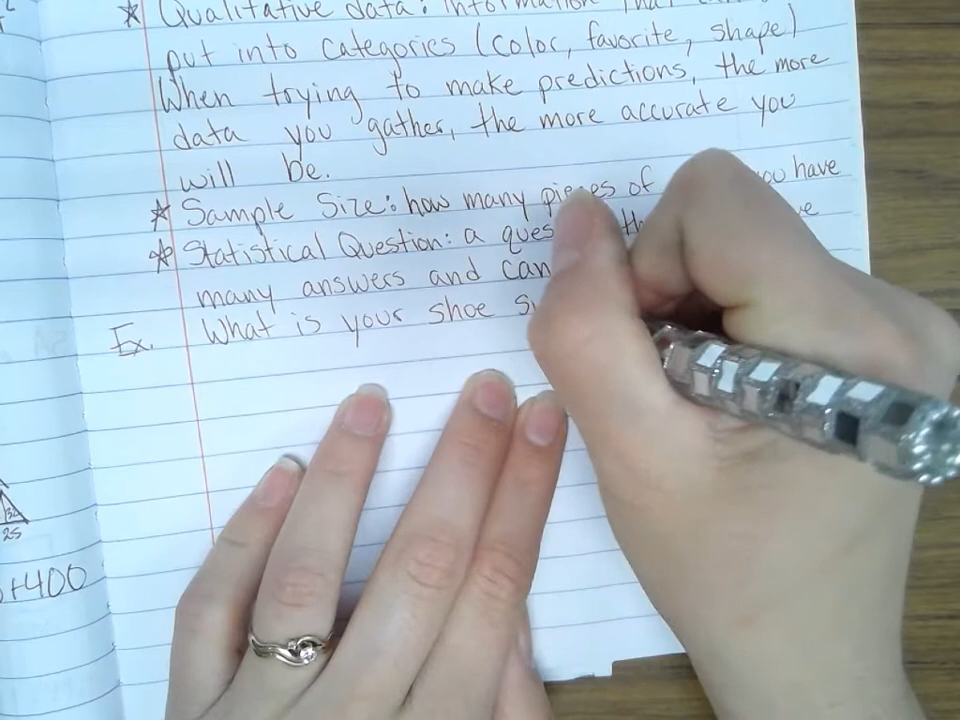 * Qualitative data: information that
put into categories (color, favorite, shape)
When trying to make predictions, the more
data you gather, the more accurate you
will be.
* Sample Size: how many pieces of you have
* Statistical Question: a
many answers and can
Ex. What is your shoe
25
+400